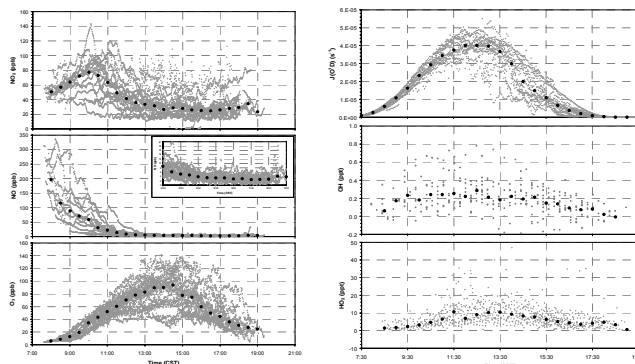 NO₂ (ppb)
160
140
120
100
80
60
40
20
0
NO (ppb)
350
300
250
200
150
100
50
0
O₃ (ppb)
160
140
120
100
80
60
40
20
0
7:00 9:00 11:00 13:00 15:00 17:00 19:00 21:00
Time (CST)
J(O¹D) (s⁻¹)
6.E-05
5.E-05
4.E-05
3.E-05
2.E-05
1.E-05
0.E+00
OH (ppt)
1.0
0.8
0.6
0.4
0.2
0.0
-0.2
HO₂ (ppt)
50
40
30
20
10
0
-10
7:30 9:30 11:30 13:30 15:30 17:30